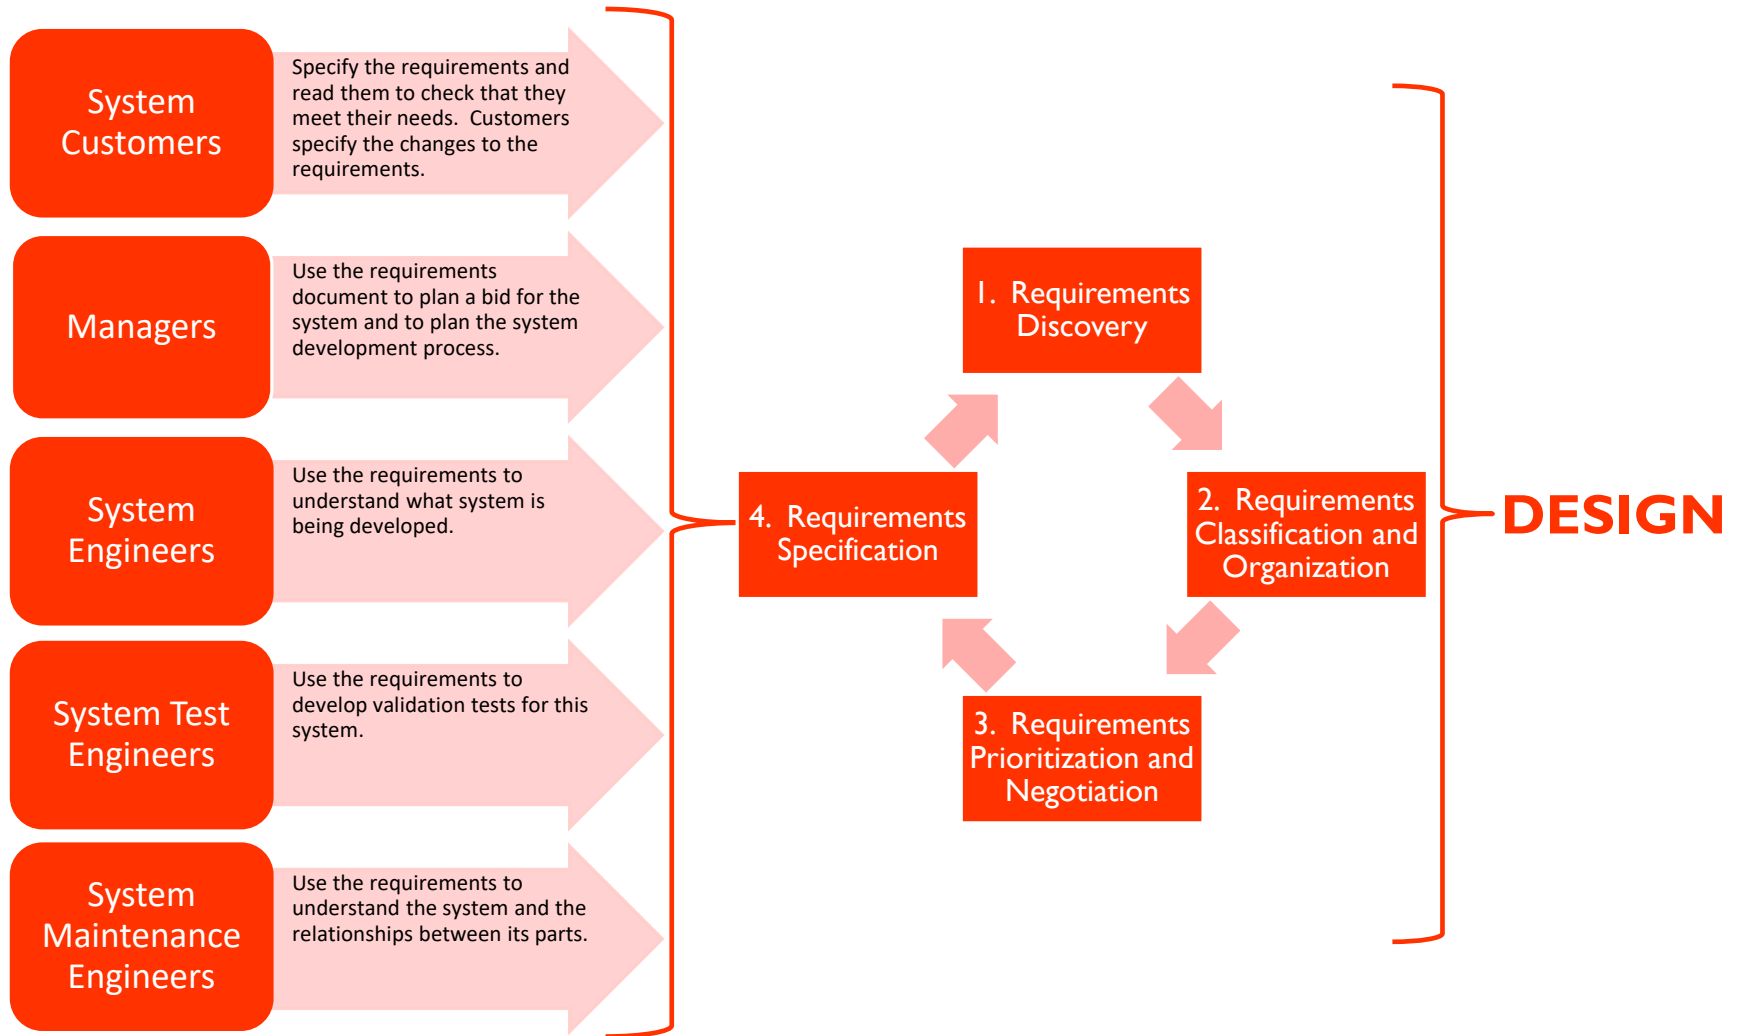 System
Customers
Specify the requirements and
read them to check that they
meet their needs.  Customers
specify the changes to the
requirements.
Managers
Use the requirements
document to plan a bid for the
system and to plan the system
development process.
System
Engineers
Use the requirements to
understand what system is
being developed.
System Test
Engineers
Use the requirements to
develop validation tests for this
system.
System
Maintenance
Engineers
Use the requirements to
understand the system and the
relationships between its parts.
1.  Requirements
Discovery
2.  Requirements
Classification and
Organization
3.  Requirements
Prioritization and
Negotiation
4.  Requirements
Specification
DESIGN